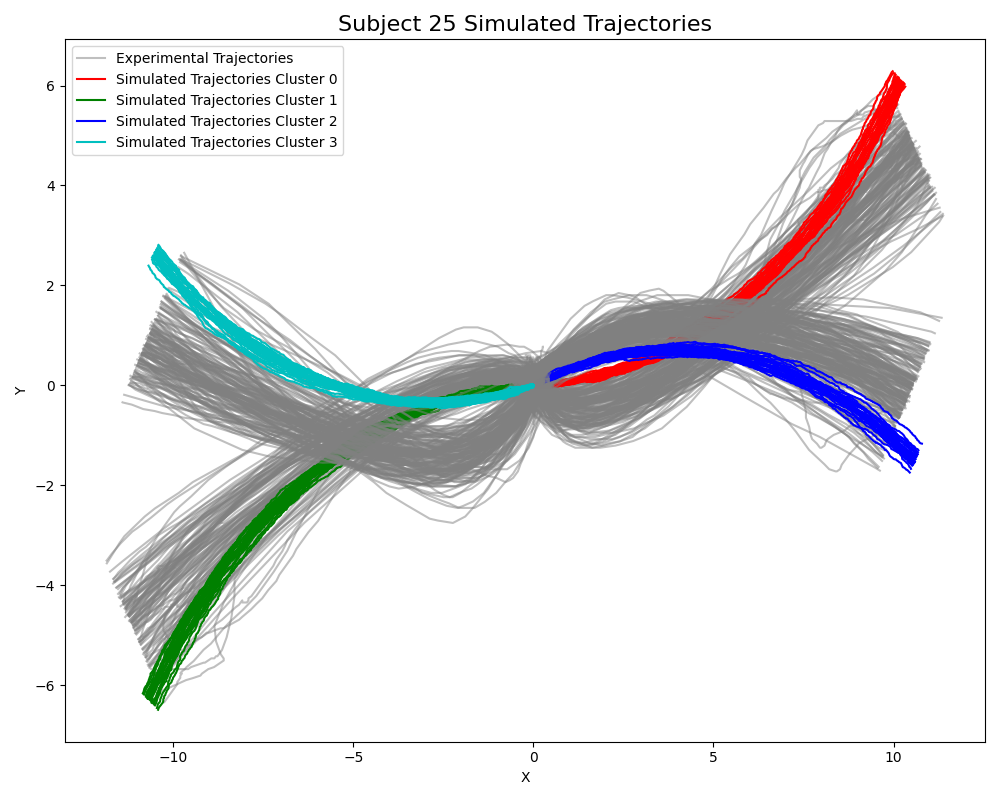 Subject 25 Simulated Trajectories
Experimental Trajectories
Simulated Trajectories Cluster 0
Simulated Trajectories Cluster 1
Simulated Trajectories Cluster 2
Simulated Trajectories Cluster 3
6
4
2
0
−2
−4
−6
Y
−10
−5
0
5
10
X